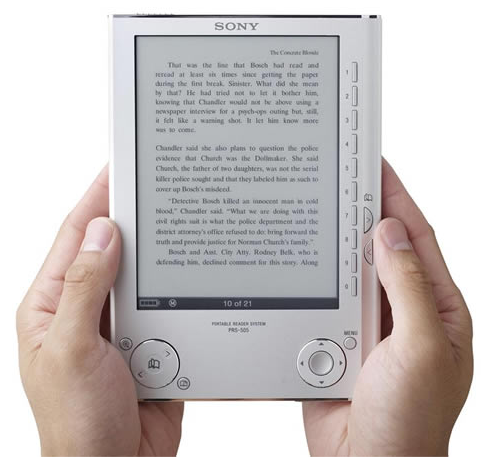 SONY
The Concrete Blonde
That was the line that Bosch had read and
reread at least six times since getting the paper
during the first break. Sinister. What did she mean
by that? He had tried not to let it bother him,
knowing that Chandler would not be above using a
newspaper interview for a psych-ops outing but, still,
it felt like a warning shot. It let him know more
was to come.
Chandler said she also plans to question the police
evidence that Church was the Dollmaker. She said
Church, the father of two daughters, was not the serial
killer police sought and that they labeled him as such to
cover up Bosch's misdeed.
"Detective Bosch killed an innocent man in cold
blood," Chandler said. "What we are doing with this
civil rights suit is what the police department and the
district attorney's office refused to do: bring forward the
truth and provide justice for Norman Church's family.".
Bosch and Asst. City Atty. Rodney Belk, who is
defending him, declined comment for this story. Along
10 of 21
1
2
3
4
5
6
7
8
9
0
PORTABLE READER SYSTEM
PRS-505
MENU